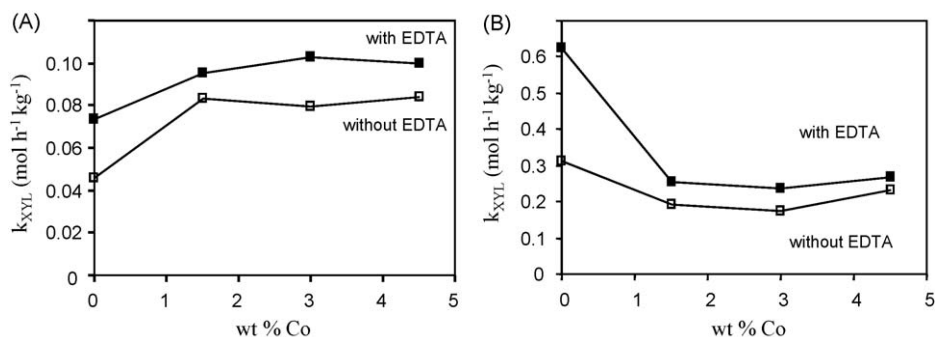 (A)
with EDTA
without EDTA
k_XYL (mol h⁻¹ kg⁻¹)
0.10
0.08
0.06
0.04
0.02
0
0 1 2 3 4 5
wt % Co
(B)
with EDTA
without EDTA
k_XYL (mol h⁻¹ kg⁻¹)
0.6
0.5
0.4
0.3
0.2
0.1
0
0 1 2 3 4 5
wt % Co